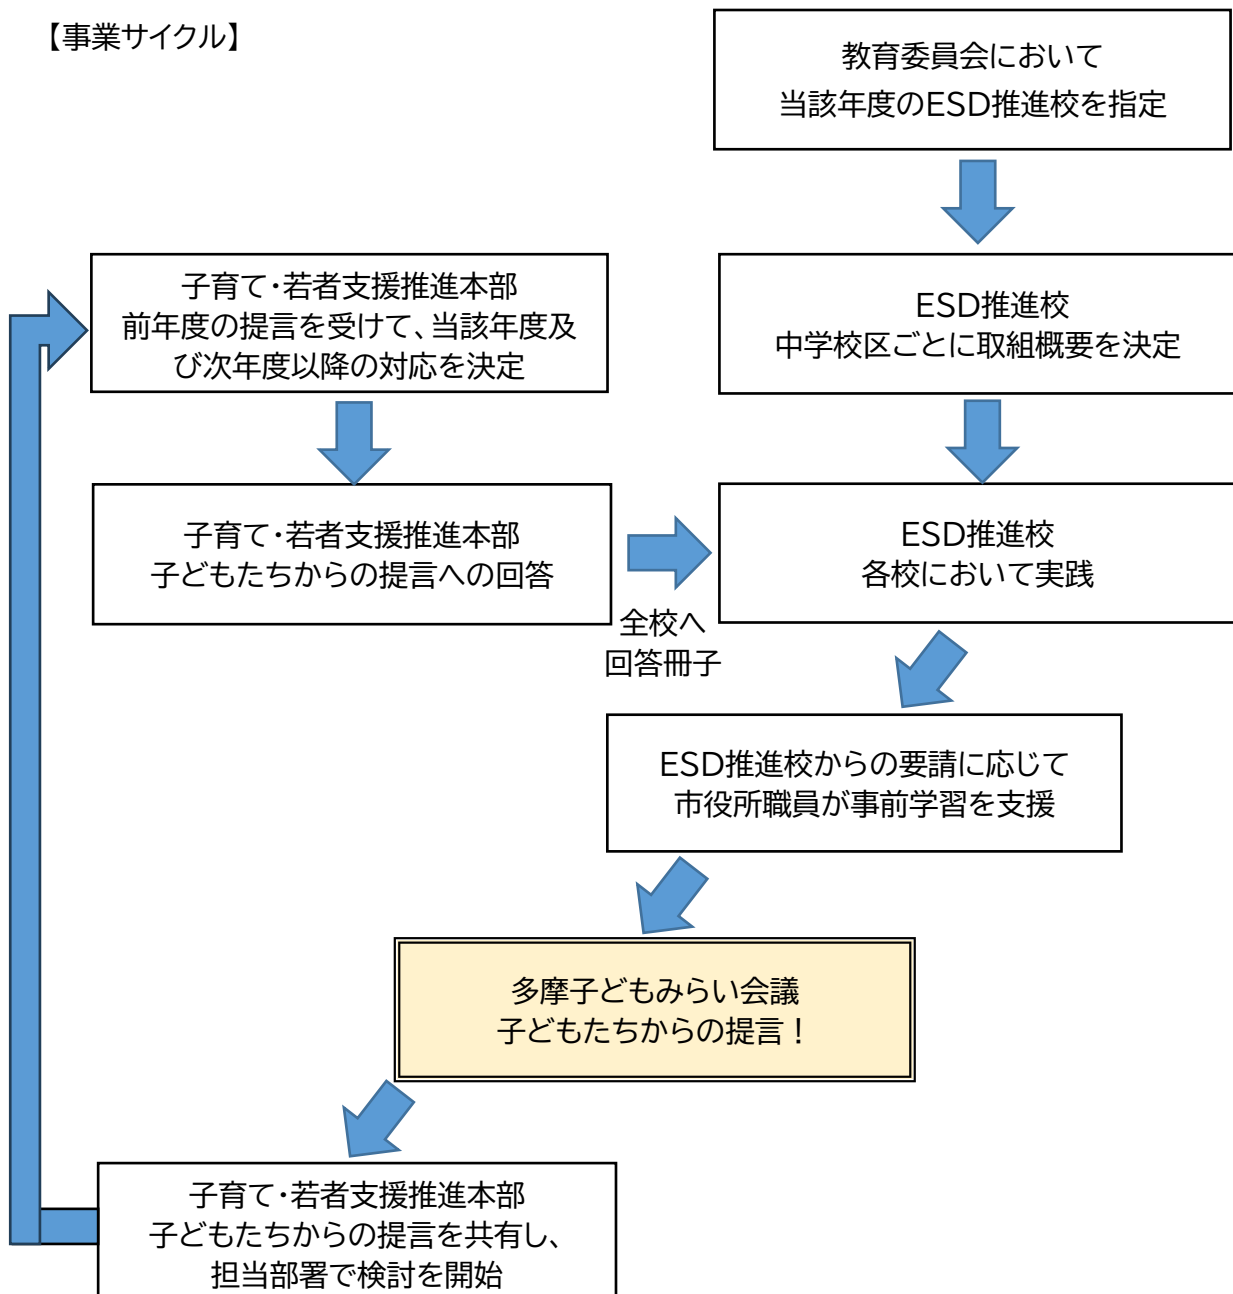 【事業サイクル】
教育委員会において
当該年度のESD推進校を指定
子育て・若者支援推進本部
前年度の提言を受けて、当該年度及
び次年度以降の対応を決定
ESD推進校
中学校区ごとに取組概要を決定
子育て・若者支援推進本部
子どもたちからの提言への回答
全校へ
回答冊子
ESD推進校
各校において実践
ESD推進校からの要請に応じて
市役所職員が事前学習を支援
多摩子どもみらい会議
子どもたちからの提言！
子育て・若者支援推進本部
子どもたちからの提言を共有し、
担当部署で検討を開始